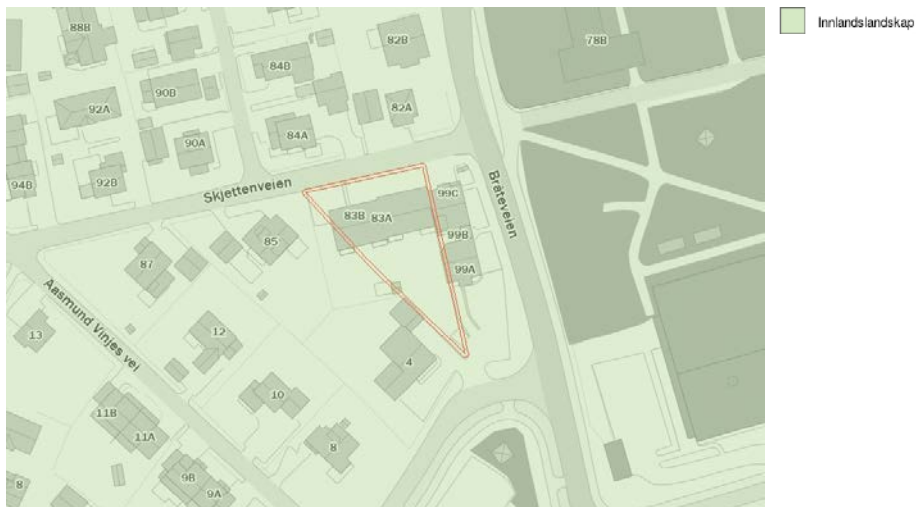 Innlandslandskap
88B
82B
78B
84B
90B
92A
82A
84A
90A
94B
92B
Skjettenveien
Bråteveien
99C
83B
83A
99B
85
87
99A
Aasmund Vinjes vei
13
12
4
10
11B
11A
8
9B
8
9A